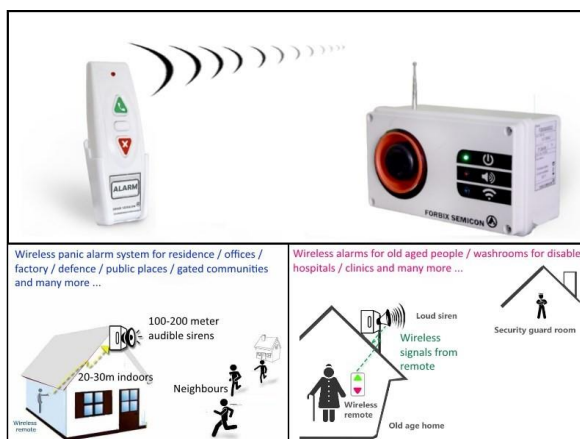 ALARM
FORBIX SEMICON
Wireless panic alarm system for residence / offices /
factory / defence / public places / gated communities
and many more ...
100-200 meter
audible sirens
20-30m indoors
Neighbours
Wireless
remote
Wireless alarms for old aged people / washrooms for disable
hospitals / clinics and many more ...
Loud siren
Security guard room
Wireless
signals from
remote
Wireless
remote
Old age home